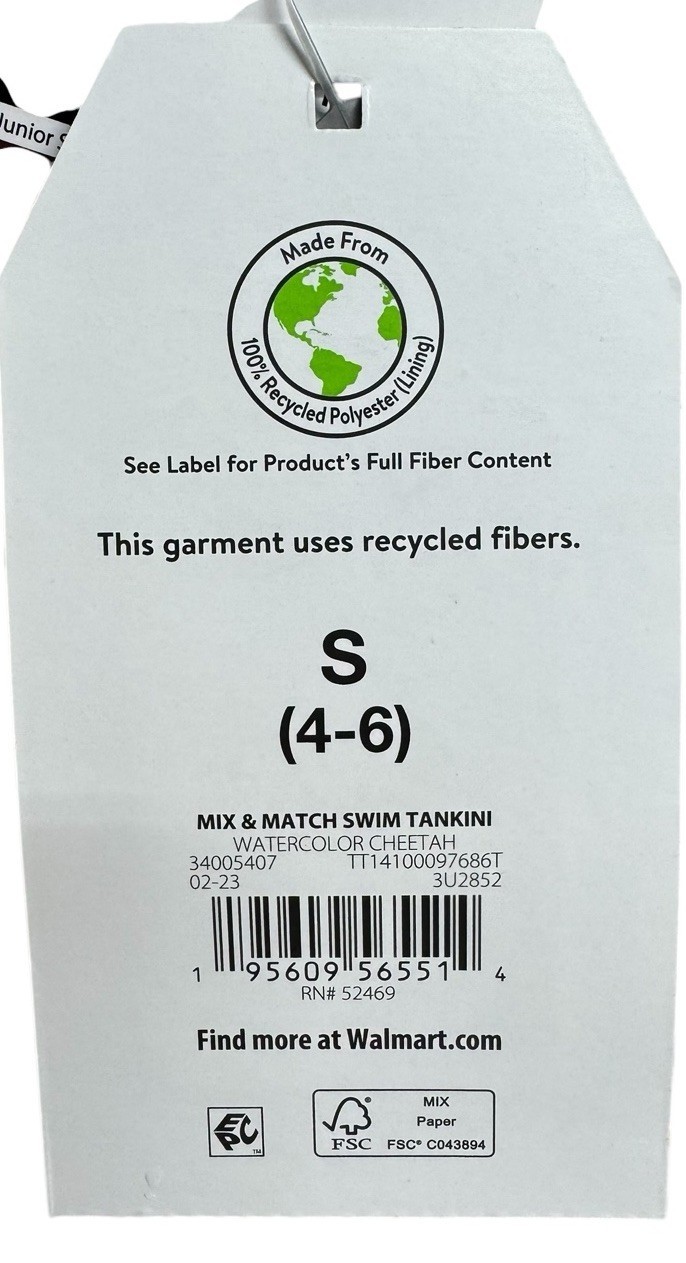 Junior
Made From
100% Recycled Polyester (Lining)
See Label for Product's Full Fiber Content
This garment uses recycled fibers.
S
(4-6)
MIX & MATCH SWIM TANKINI
WATERCOLOR CHEETAH
34005407 TT14100097686T
02-23 3U2852
1 95609 56551 4
RN# 52469
Find more at Walmart.com
EPC TM
MIX
Paper
FSC FSC® C043894